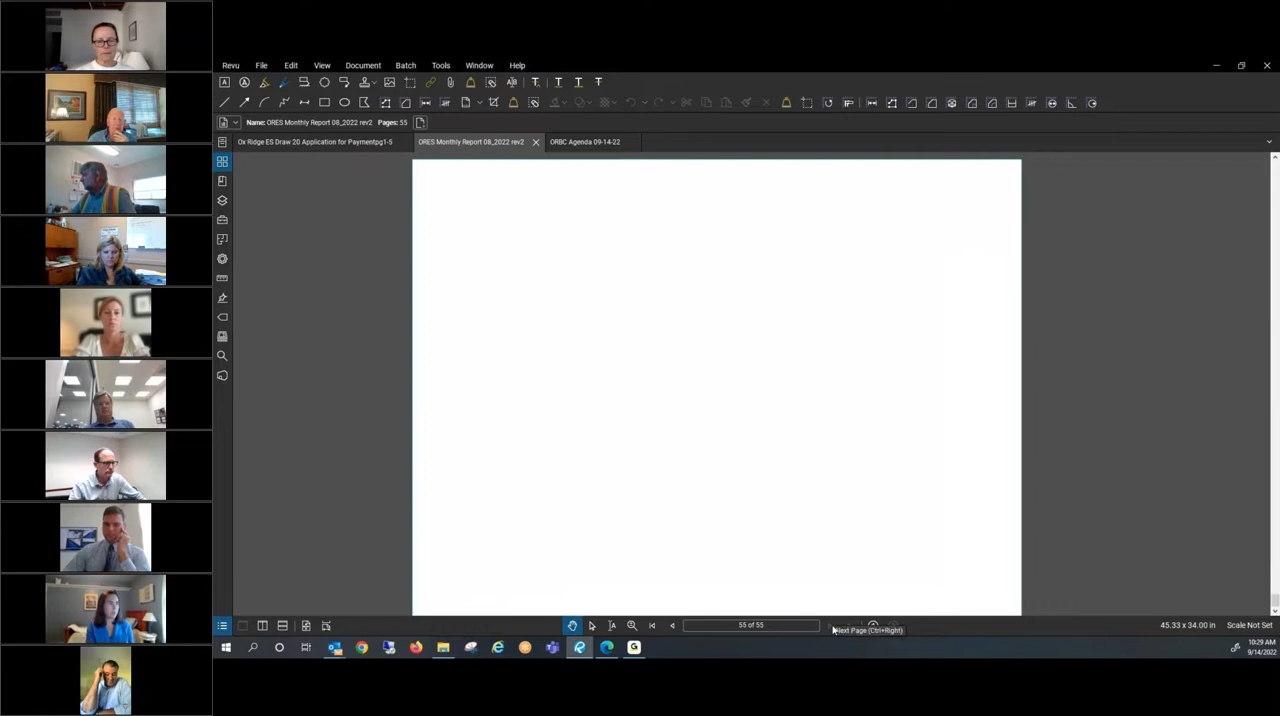 Revu File Edit View Document Batch Tools Window Help
Name: ORES Monthly Report 08_2022 rev2 Pages: 55
Ox Ridge ES Draw 20 Application for Paymentpg1-5 ORES Monthly Report 08_2022 rev2 ORBC Agenda 09-14-22
55 of 55
45.33 x 34.00 in Scale Not Set
Next Page (Ctrl+Right)
10:29 AM
9/14/2022